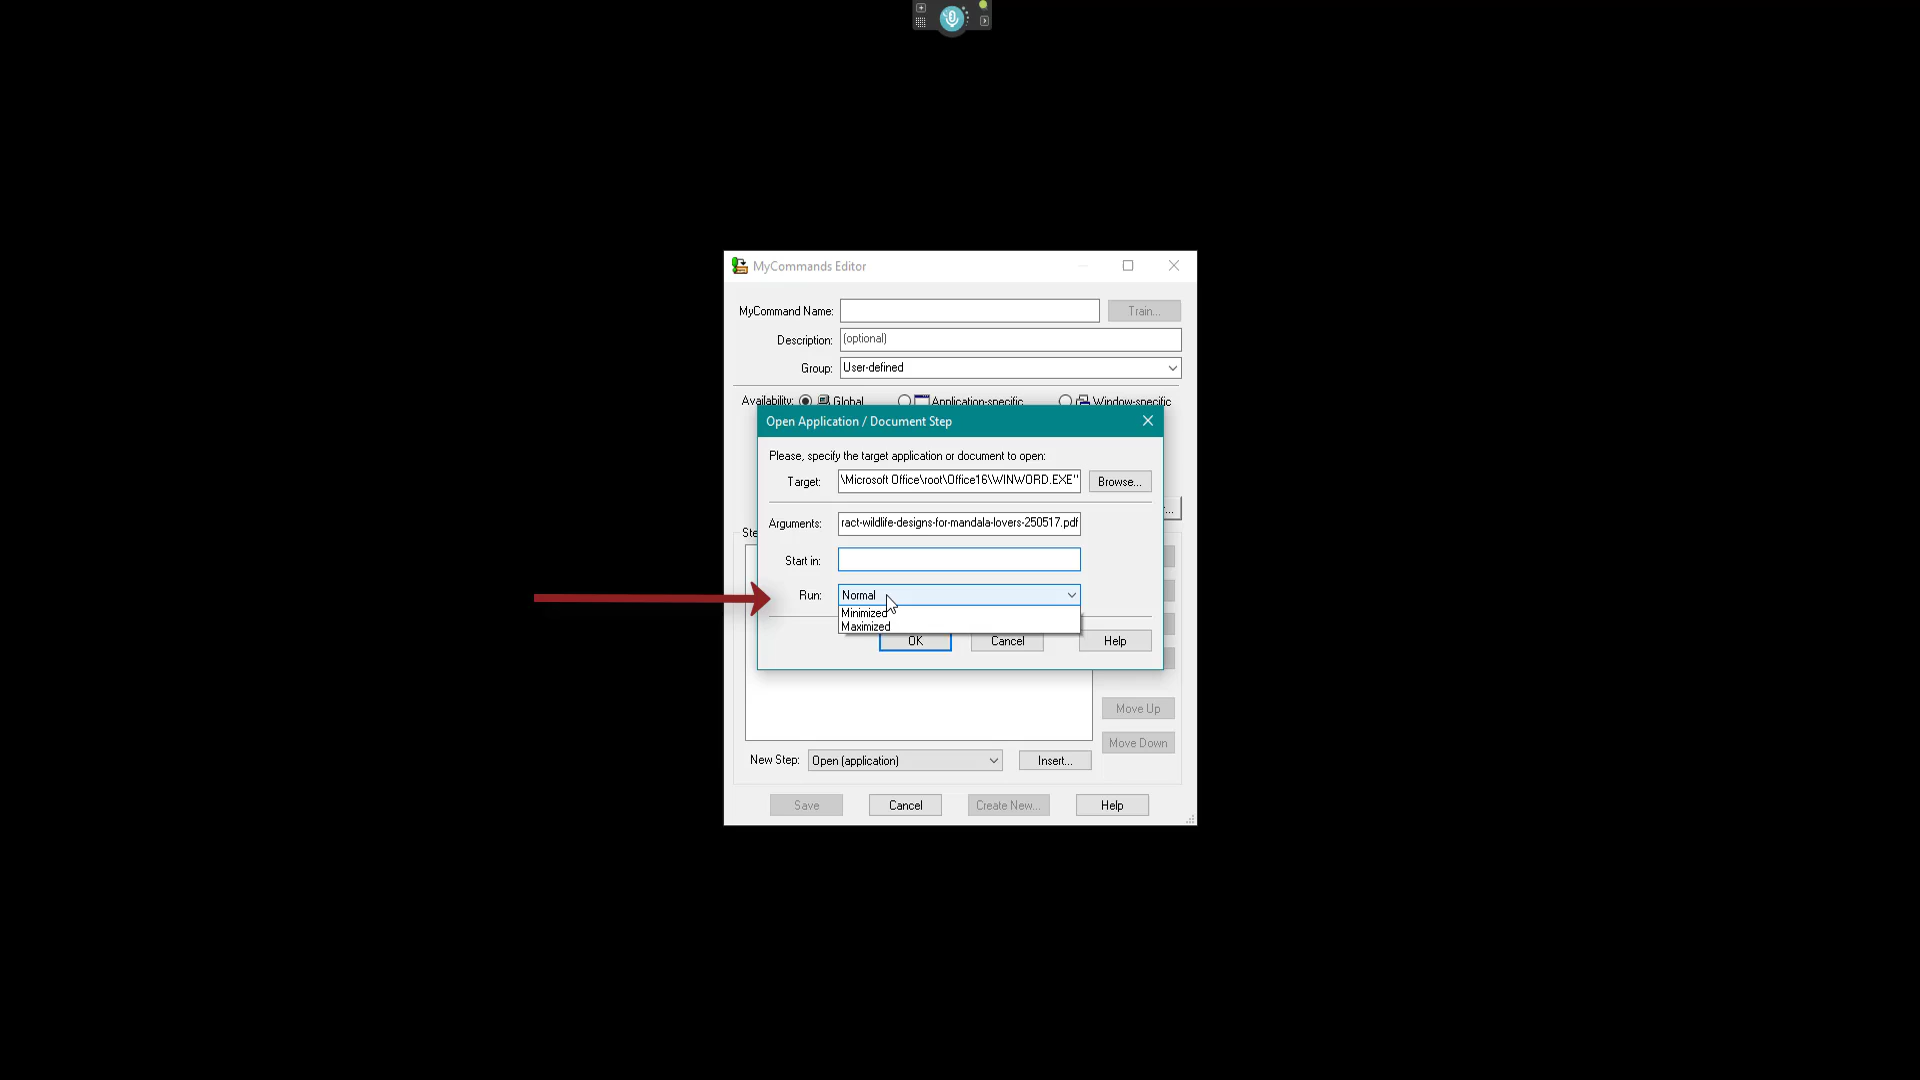 MyCommands Editor
MyCommand Name: Train...
Description: (optional)
Group: User-defined
Availability: Global Application-specific Window-specific
Open Application / Document Step
Please, specify the target application or document to open:
Target: \Microsoft Office\root\Office16\WINWORD.EXE" Browse...
Arguments: ract-wildlife-designs-for-mandala-lovers-250517.pdf
Start in:
Run: Normal
Minimized
Maximized
OK Cancel Help
Move Up
Move Down
New Step: Open (application) Insert...
Save Cancel Create New... Help